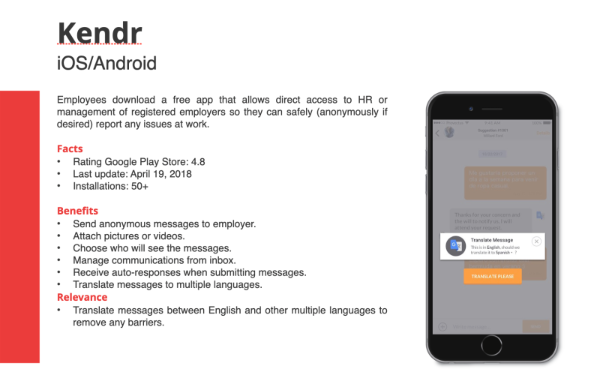 Kendr
iOS/Android
Employees download a free app that allows direct access to HR or
management of registered employers so they can safely (anonymously if
desired) report any issues at work.
Facts
• Rating Google Play Store: 4.8
• Last update: April 19, 2018
• Installations: 50+
Benefits
• Send anonymous messages to employer.
• Attach pictures or videos.
• Choose who will see the messages.
• Manage communications from inbox.
• Receive auto-responses when submitting messages.
• Translate messages to multiple languages.
Relevance
• Translate messages between English and other multiple languages to
remove any barriers.
Translate Message
This is in English, should we
translate it to Spanish
TRANSLATE PLEASE